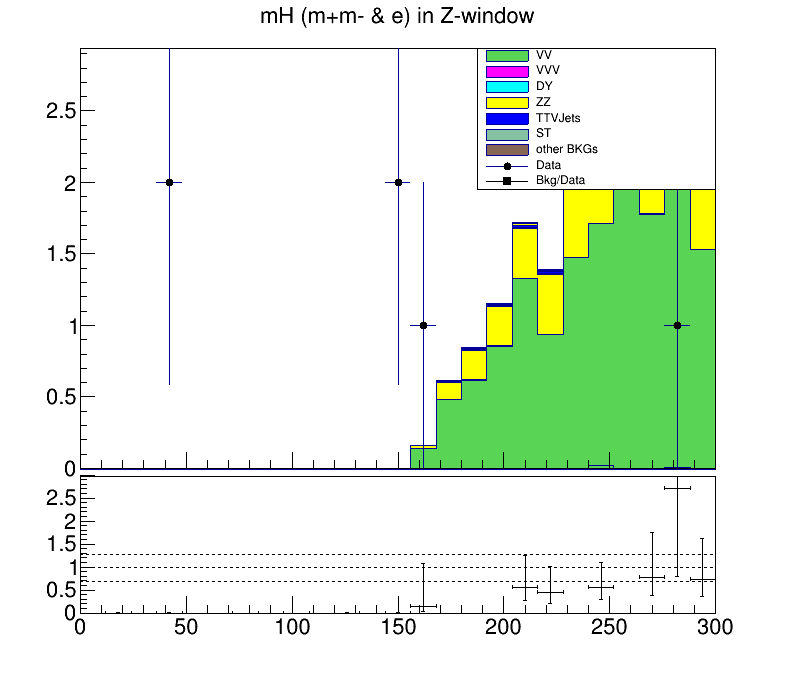 mH (m+m- & e) in Z-window
VV
VVV
DY
ZZ
TTVJets
ST
other BKGs
Data
Bkg/Data
2.5
2
1.5
1
0.5
0
2.5
2
1.5
1
0.5
0
0 50 100 150 200 250 300